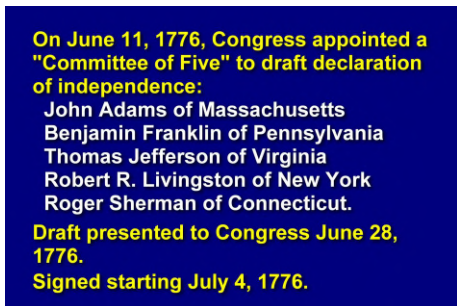 On June 11, 1776, Congress appointed a
"Committee of Five" to draft declaration
of independence:
John Adams of Massachusetts
Benjamin Franklin of Pennsylvania
Thomas Jefferson of Virginia
Robert R. Livingston of New York
Roger Sherman of Connecticut.
Draft presented to Congress June 28,
1776.
Signed starting July 4, 1776.